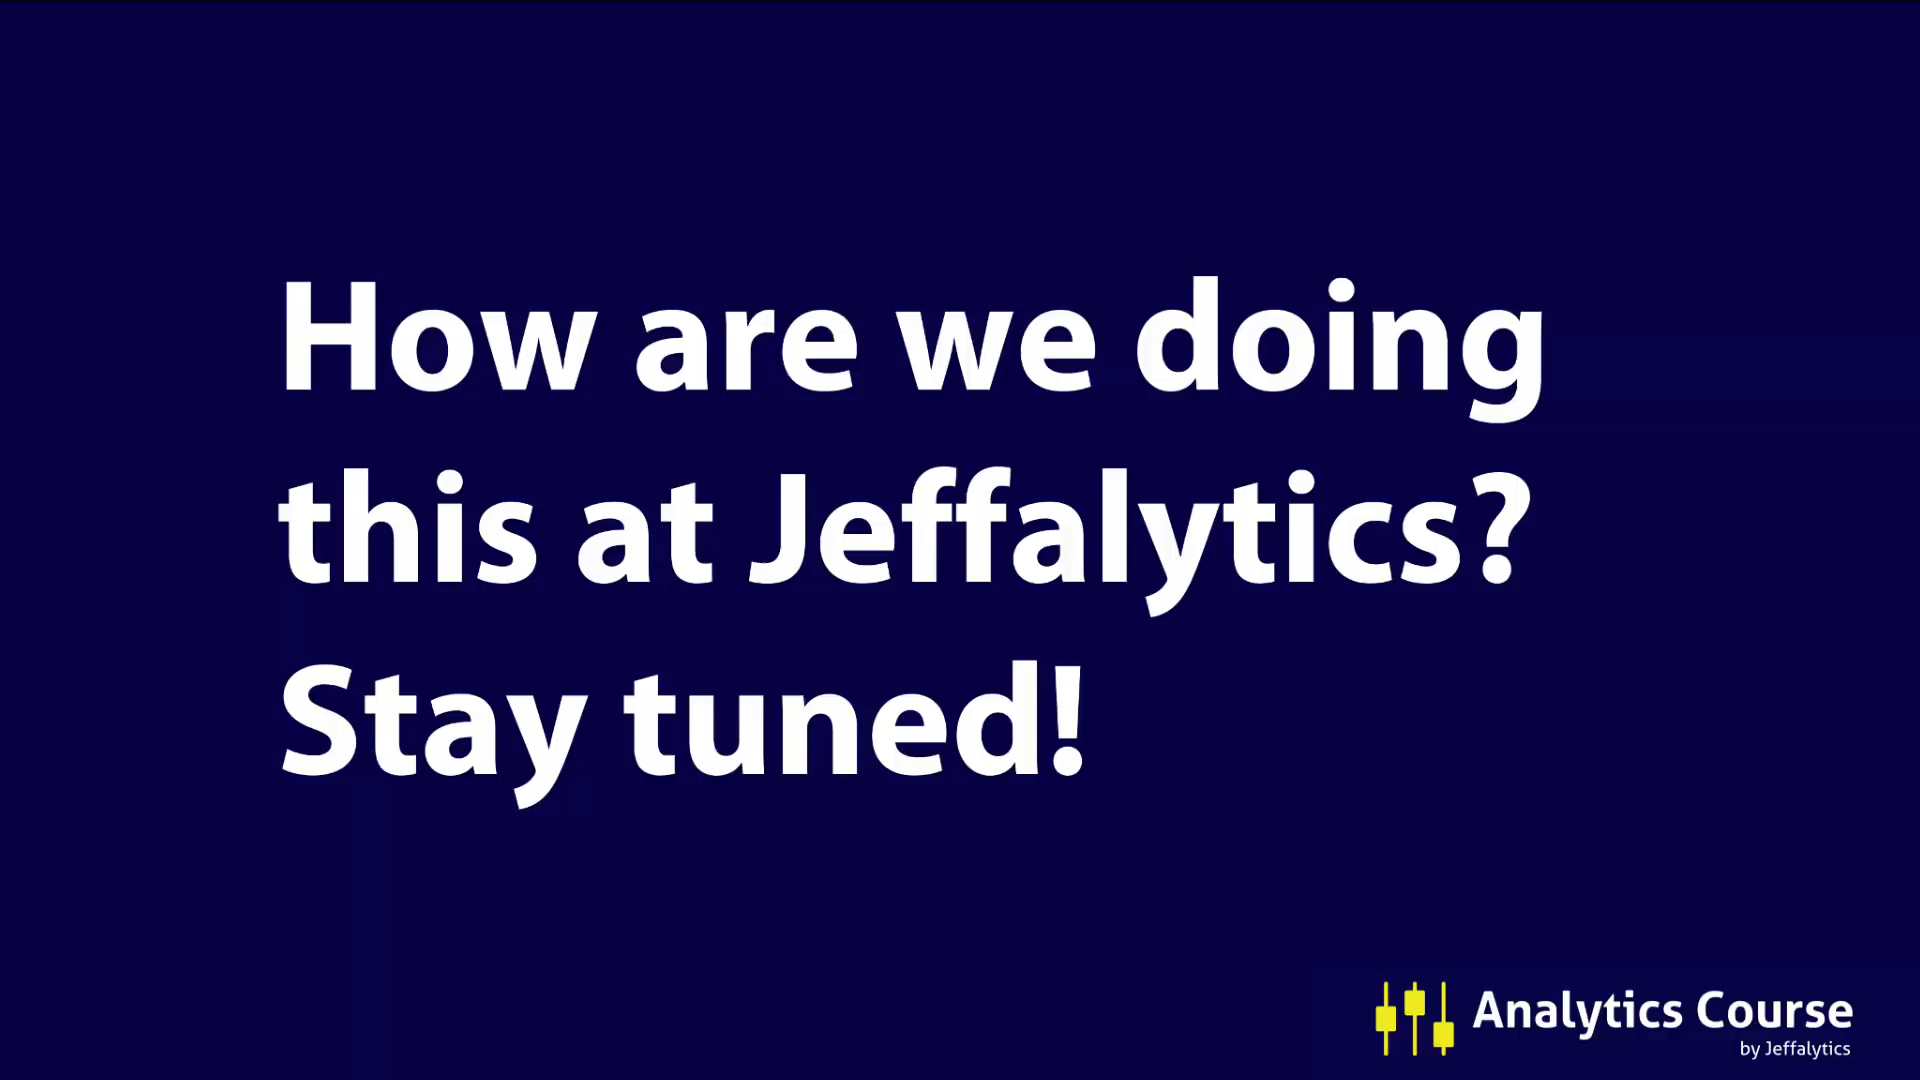 How are we doing
this at Jeffalytics?
Stay tuned!
Analytics Course
by Jeffalytics